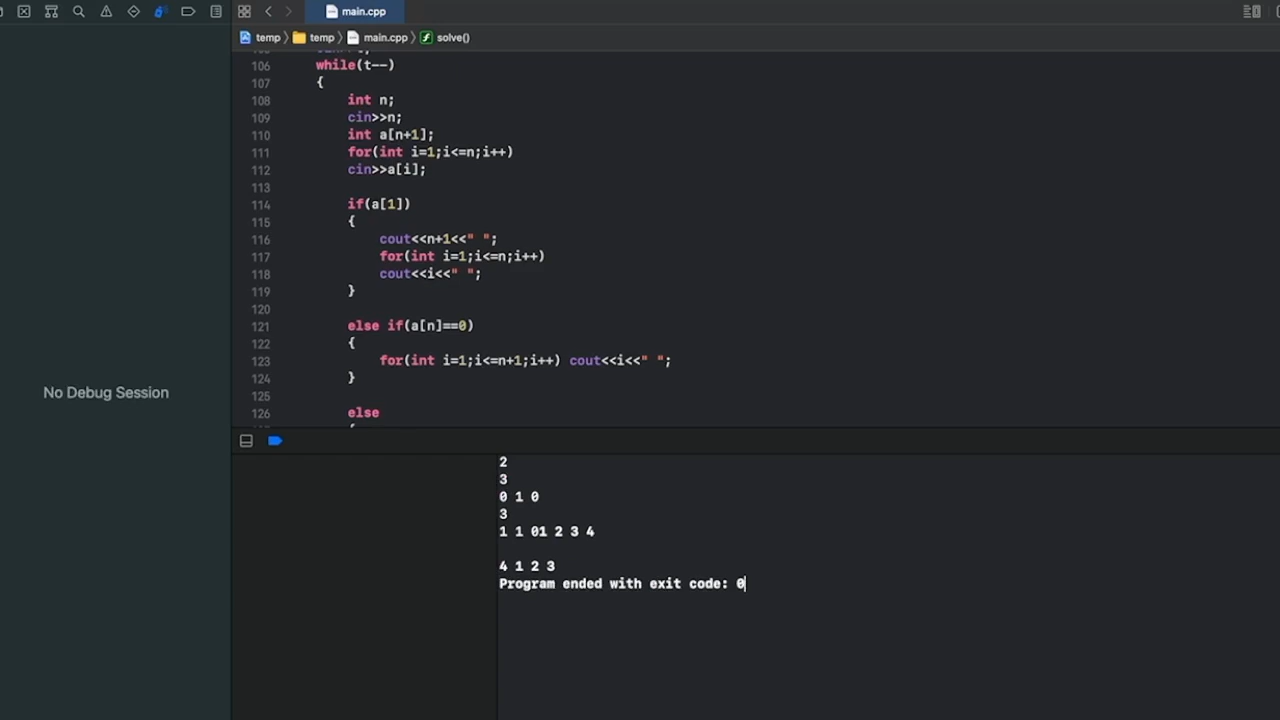 main.cpp
temp temp main.cpp solve()
106 while(t--)
107 {
108 int n;
109 cin>>n;
110 int a[n+1];
111 for(int i=1;i<=n;i++)
112 cin>>a[i];
113
114 if(a[1])
115 {
116 cout<<n+1<<" ";
117 for(int i=1;i<=n;i++)
118 cout<<i<<" ";
119 }
120
121 else if(a[n]==0)
122 {
123 for(int i=1;i<=n+1;i++) cout<<i<<" ";
124 }
125
126 else
No Debug Session
2
3
0 1 0
3
1 1 01 2 3 4
4 1 2 3
Program ended with exit code: 0